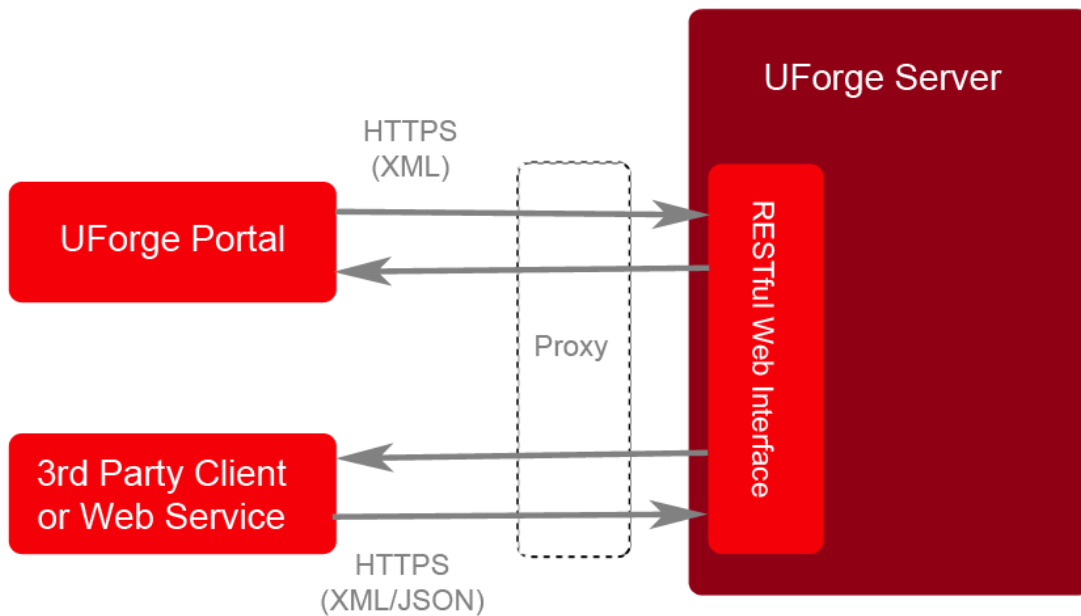 UForge Server
HTTPS
(XML)
UForge Portal
RESTful Web Interface
Proxy
3rd Party Client
or Web Service
HTTPS
(XML/JSON)